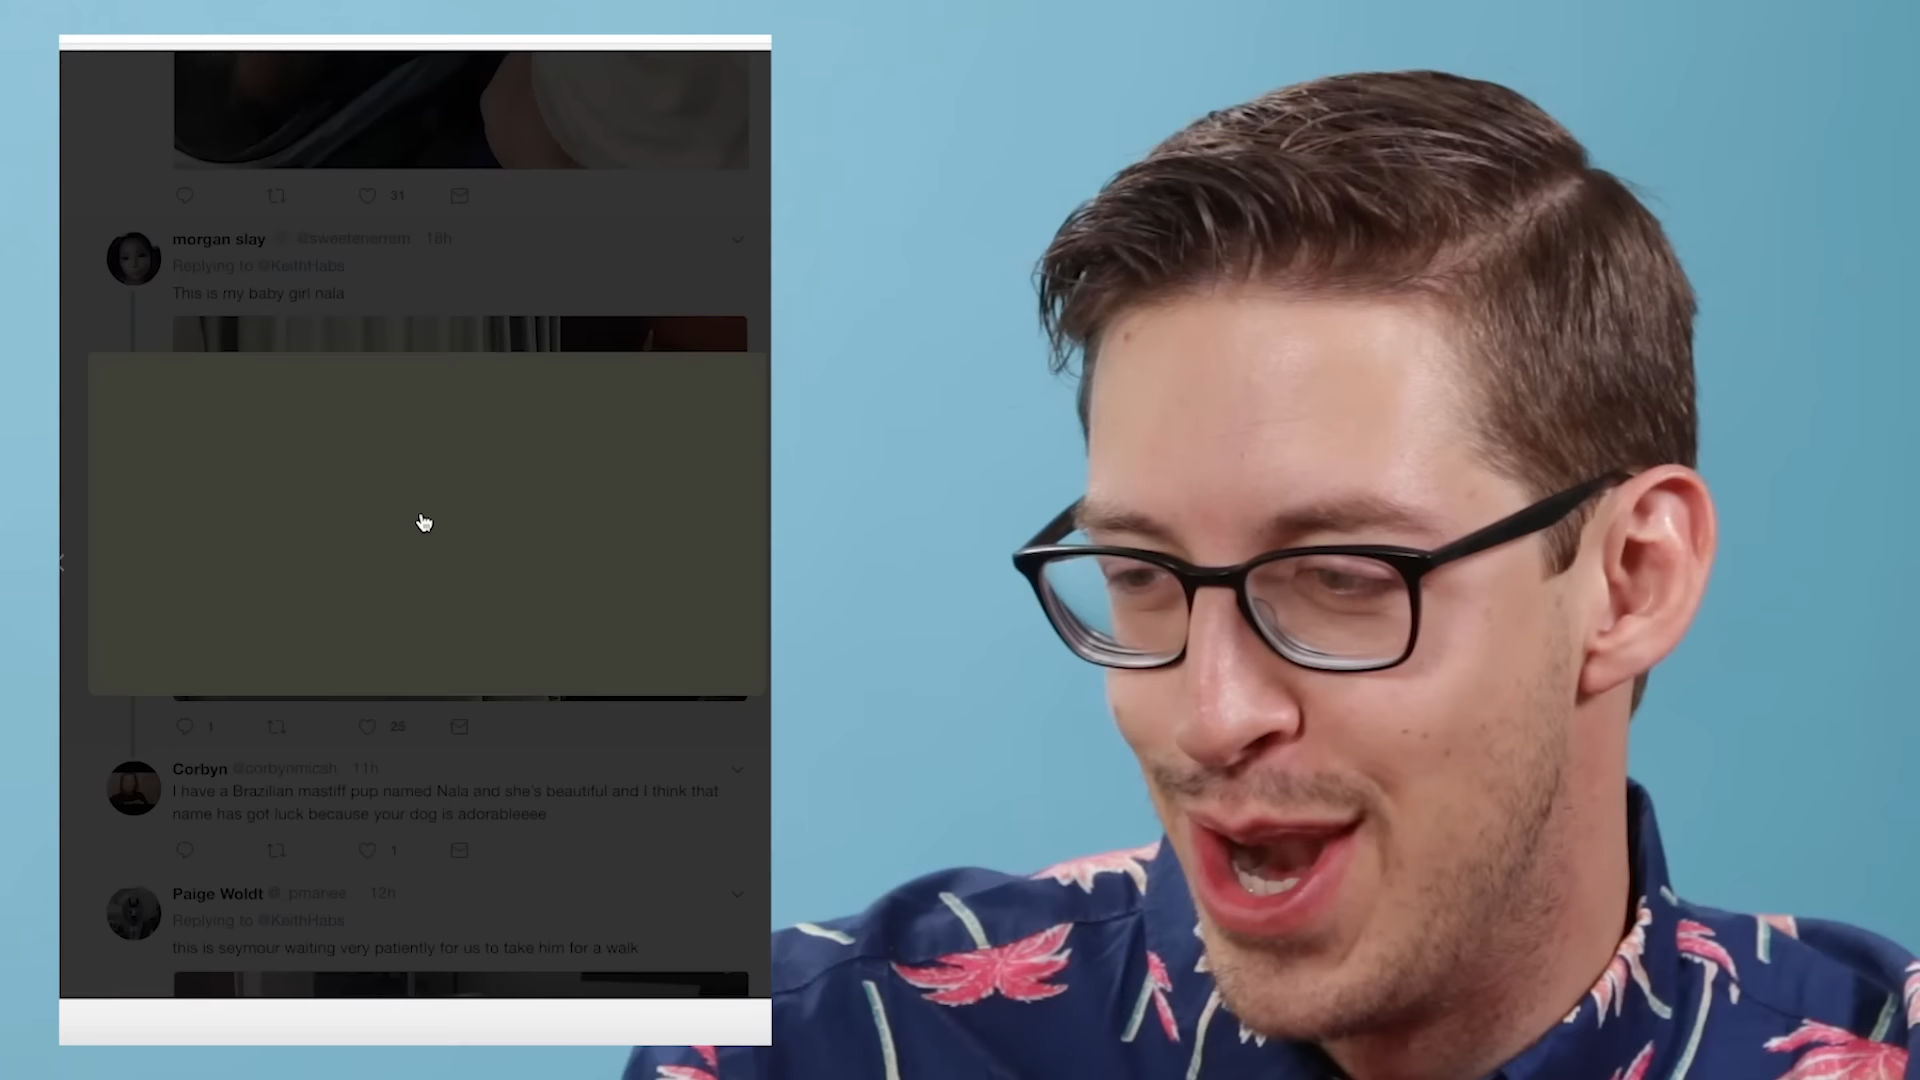 31
morgan slay @sweetenerrem 18h
Replying to @KeithHabs
This is my baby girl nala
1 25
Corbyn @corbynmicah 11h
I have a Brazilian mastiff pup named Nala and she's beautiful and I think that
name has got luck because your dog is adorableeee
1
Paige Woldt @_pmahee 12h
Replying to @KeithHabs
this is seymour waiting very patiently for us to take him for a walk